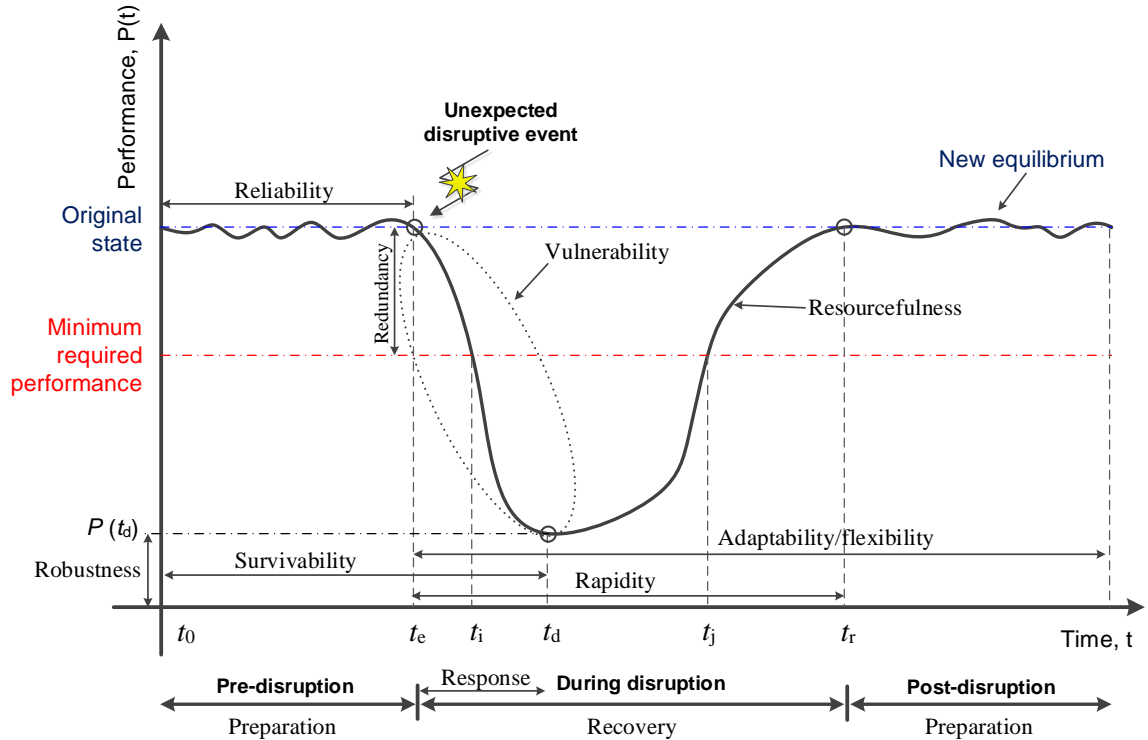 Performance, P(t)
Unexpected
disruptive event
New equilibrium
Reliability
Original
state
Vulnerability
Redundancy
Resourcefulness
Minimum
required
performance
P (td)
Adaptability/flexibility
Survivability
Robustness
Rapidity
t0
te
ti
td
tj
tr
Time, t
Response
Pre-disruption
During disruption
Post-disruption
Preparation
Recovery
Preparation